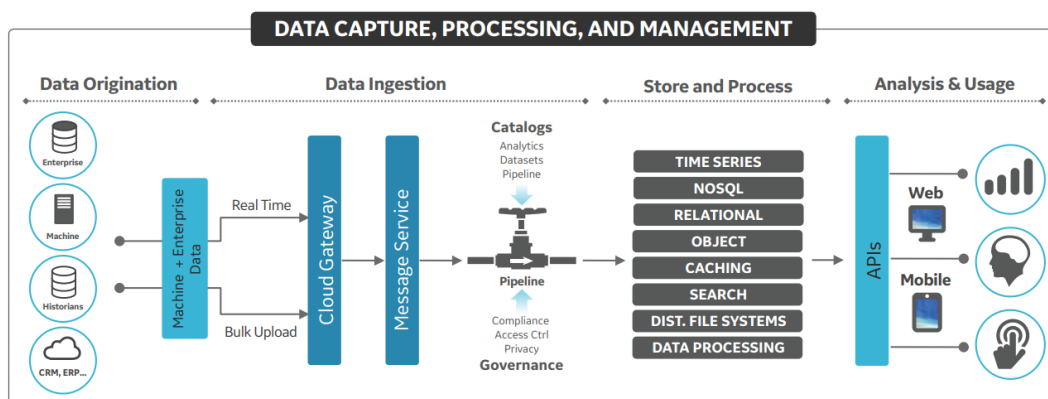 DATA CAPTURE, PROCESSING, AND MANAGEMENT
Data Origination
Data Ingestion
Store and Process
Analysis & Usage
Enterprise
Machine
Historians
CRM, ERP...
Machine + Enterprise
Data
Real Time
Bulk Upload
Cloud Gateway
Message Service
Catalogs
Analytics
Datasets
Pipeline
Pipeline
Compliance
Access Ctrl
Privacy
Governance
TIME SERIES
NOSQL
RELATIONAL
OBJECT
CACHING
SEARCH
DIST. FILE SYSTEMS
DATA PROCESSING
APIs
Web
Mobile